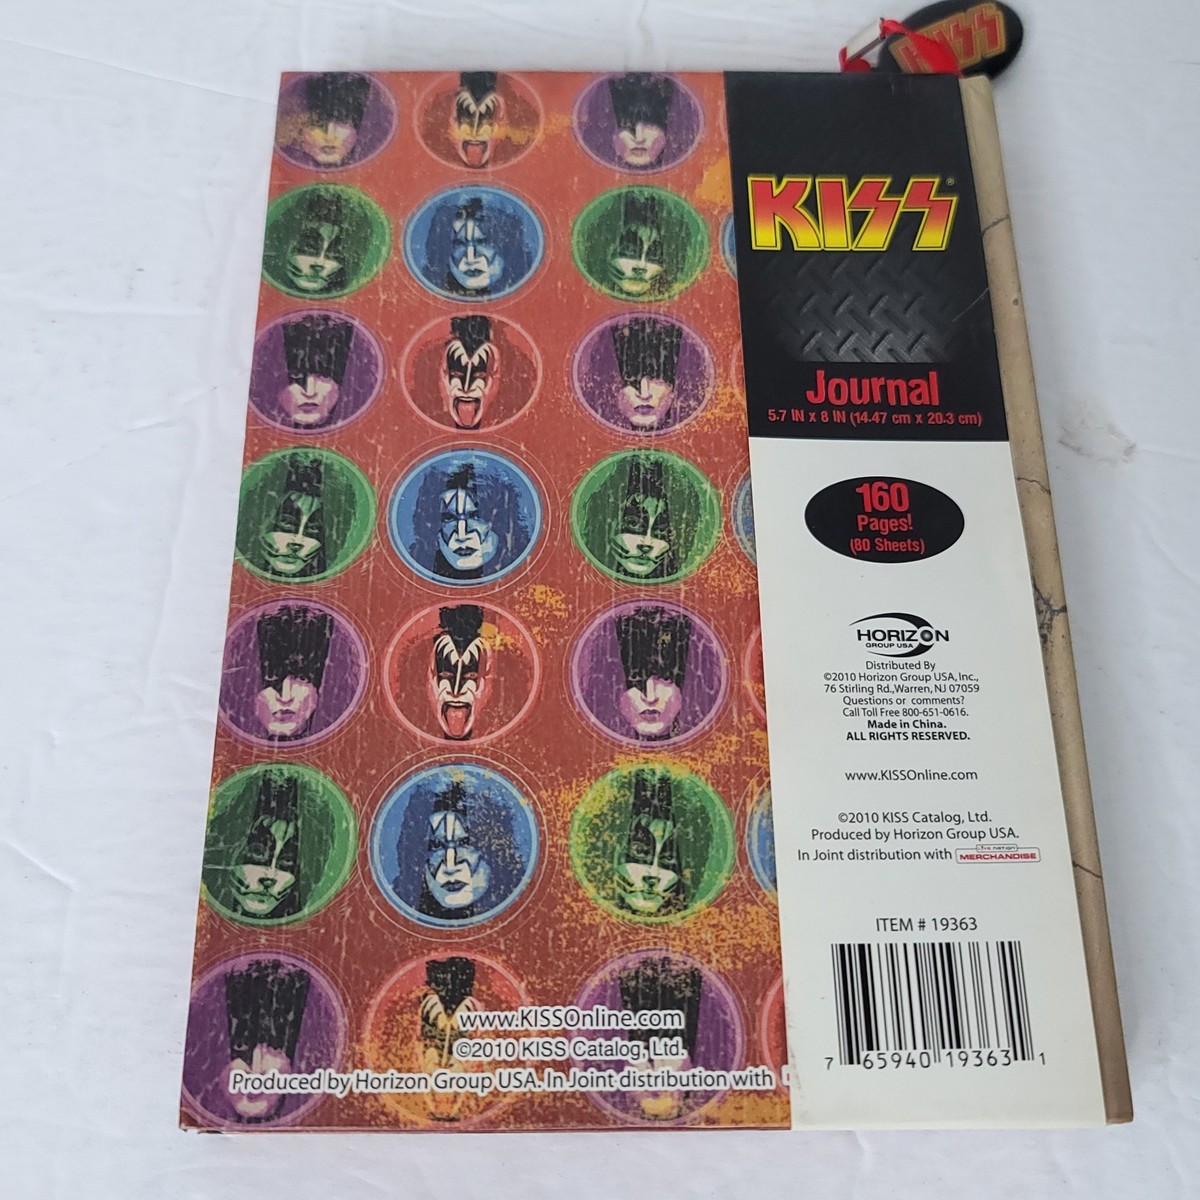 KISS
KISS®
Journal
5.7 IN x 8 IN (14.47 cm x 20.3 cm)
160
Pages!
(80 Sheets)
HORIZON
GROUP USA
Distributed By
©2010 Horizon Group USA, Inc.,
76 Stirling Rd.,Warren, NJ 07059
Questions or comments?
Call Toll Free 800-651-0616.
Made in China.
ALL RIGHTS RESERVED.
www.KISSOnline.com
©2010 KISS Catalog, Ltd.
Produced by Horizon Group USA.
In Joint distribution with LIVE NATION MERCHANDISE
ITEM # 19363
7 65940 19363 1
www.KISSOnline.com
©2010 KISS Catalog, Ltd.
Produced by Horizon Group USA. In Joint distribution with